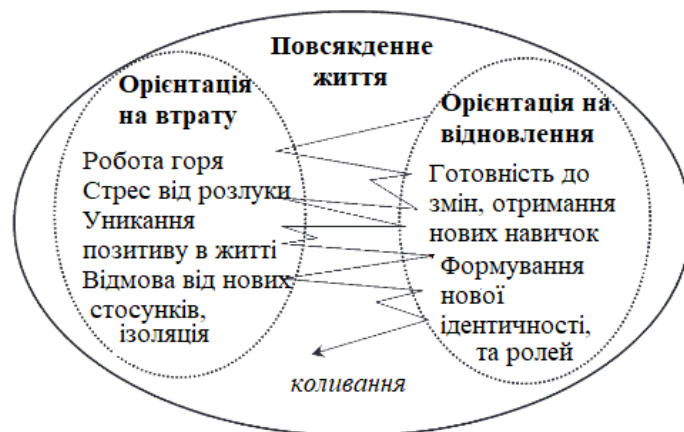 Повсякденне
життя
Орієнтація
на втрату
Робота горя
Стрес від розлуки
Уникання
позитиву в житті
Відмова від нових
стосунків,
ізоляція
Орієнтація на
відновлення
Готовність до
змін, отримання
нових навичок
Формування
нової
ідентичності,
та ролей
коливання